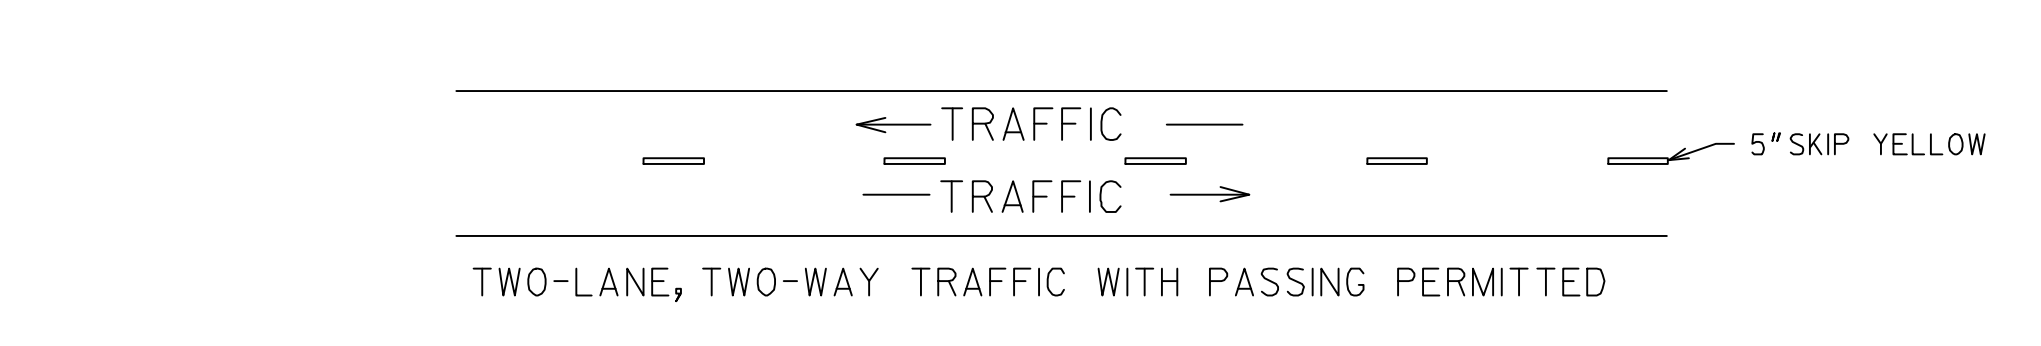 TRAFFIC
5" SKIP YELLOW
TRAFFIC
TWO-LANE, TWO-WAY TRAFFIC WITH PASSING PERMITTED